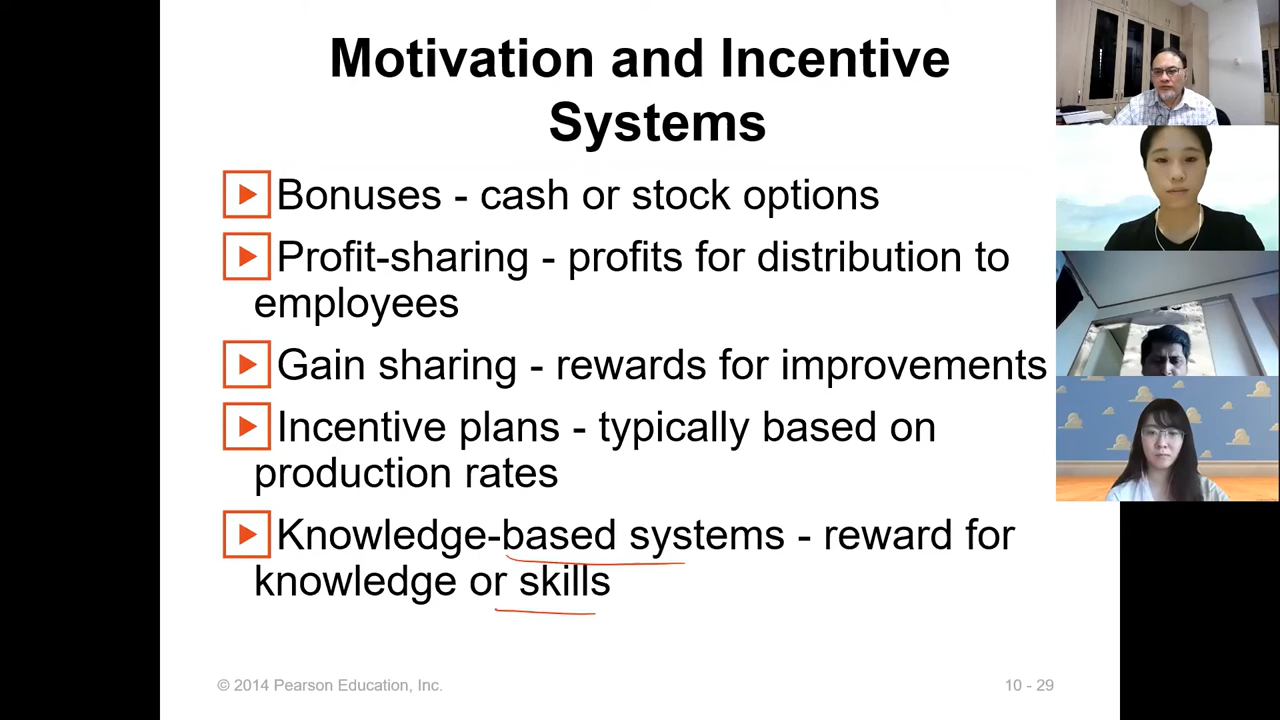 Motivation and Incentive
Systems
Bonuses - cash or stock options
Profit-sharing - profits for distribution to
employees
Gain sharing - rewards for improvements
Incentive plans - typically based on
production rates
Knowledge-based systems - reward for
knowledge or skills
© 2014 Pearson Education, Inc.
10 - 29